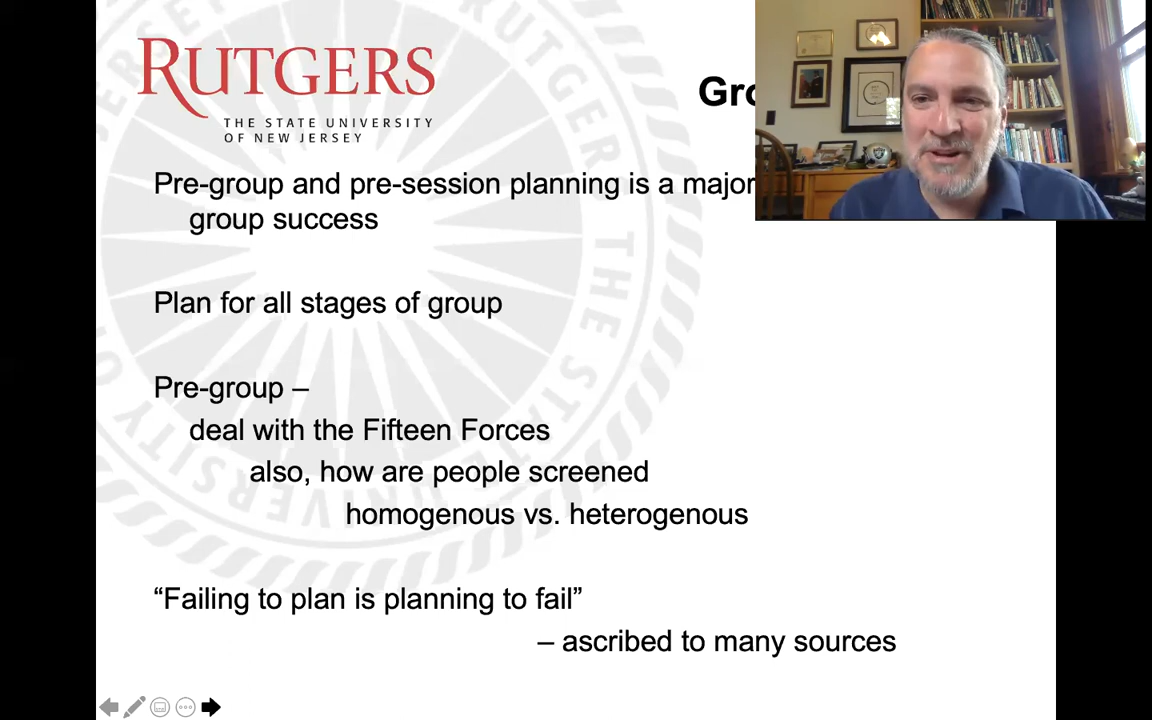 RUTGERS
THE STATE UNIVERSITY
OF NEW JERSEY
Gro
Pre-group and pre-session planning is a major
group success
Plan for all stages of group
Pre-group –
deal with the Fifteen Forces
also, how are people screened
homogenous vs. heterogenous
“Failing to plan is planning to fail”
– ascribed to many sources